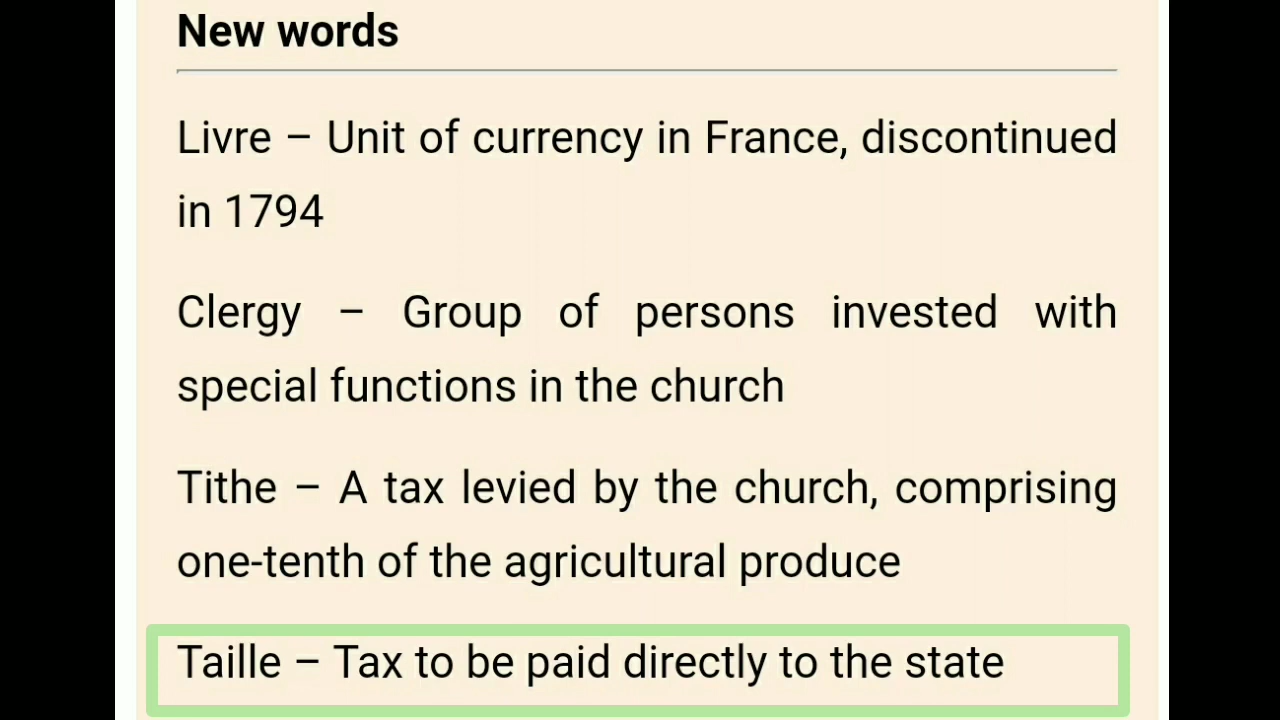 New words
Livre – Unit of currency in France, discontinued
in 1794
Clergy – Group of persons invested with
special functions in the church
Tithe – A tax levied by the church, comprising
one-tenth of the agricultural produce
Taille – Tax to be paid directly to the state